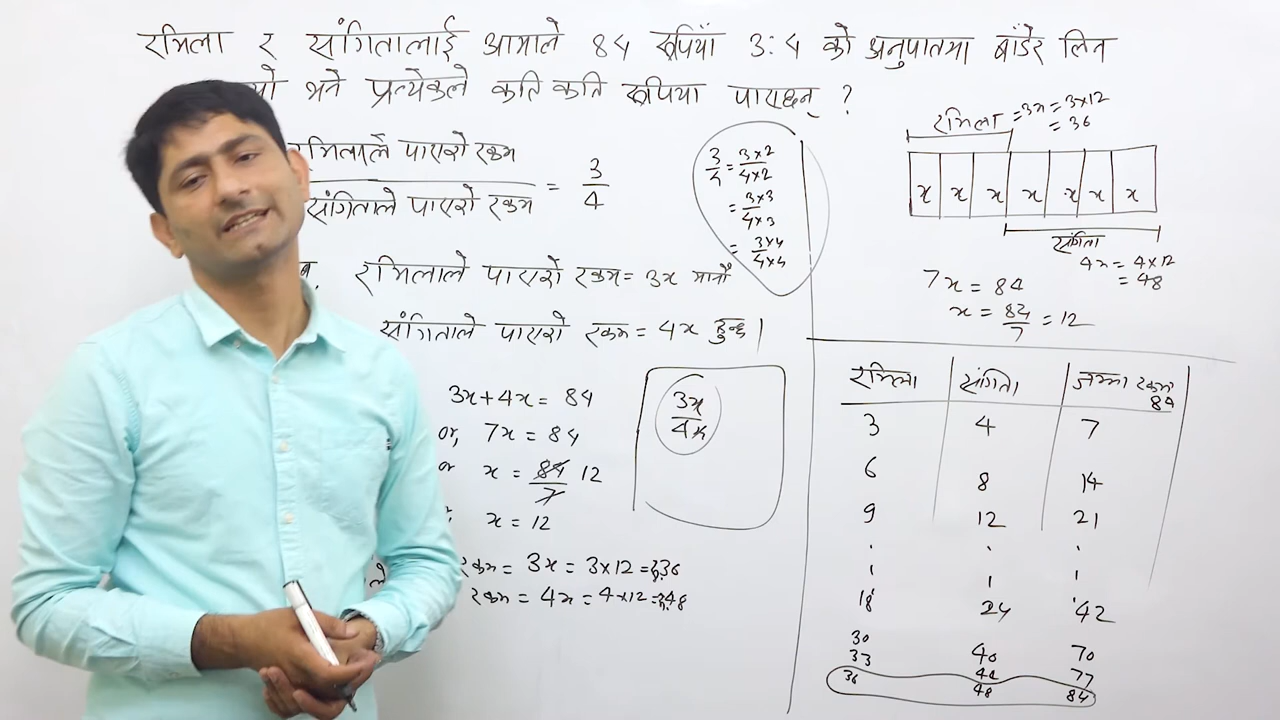 रमिला र संगितालाई आमाले 84 रूपियाँ 3:4 को अनुपातमा बाँडेर लिन
भने प्रत्येकले कति कति रूपिया पाउछन् ?
रमिलाले पाएको रकम
संगिताले पाएको रकम
= 3/4
रमिलाले पाएको रकम = 3x मानौं
संगिताले पाएको रकम = 4x हुन्छ।
3x+4x = 84
or, 7x = 84
or x = 84/7 12
x = 12
रकम = 3x = 3×12 = रु36
रकम = 4x = 4×12 = रु48
3/4 = 3×2/4×2
= 3×3/4×3
= 3×4/4×4
3x/4x
रमिला = 3x = 3×12
= 36
x x x x x x x
संगिता
4x = 4×12
= 48
7x = 84
x = 84/7 = 12
रमिला संगिता जम्मा रकम
84
3 4 7
6 8 14
9 12 21
18 24 42
30 40 70
33 44 77
36 48 84